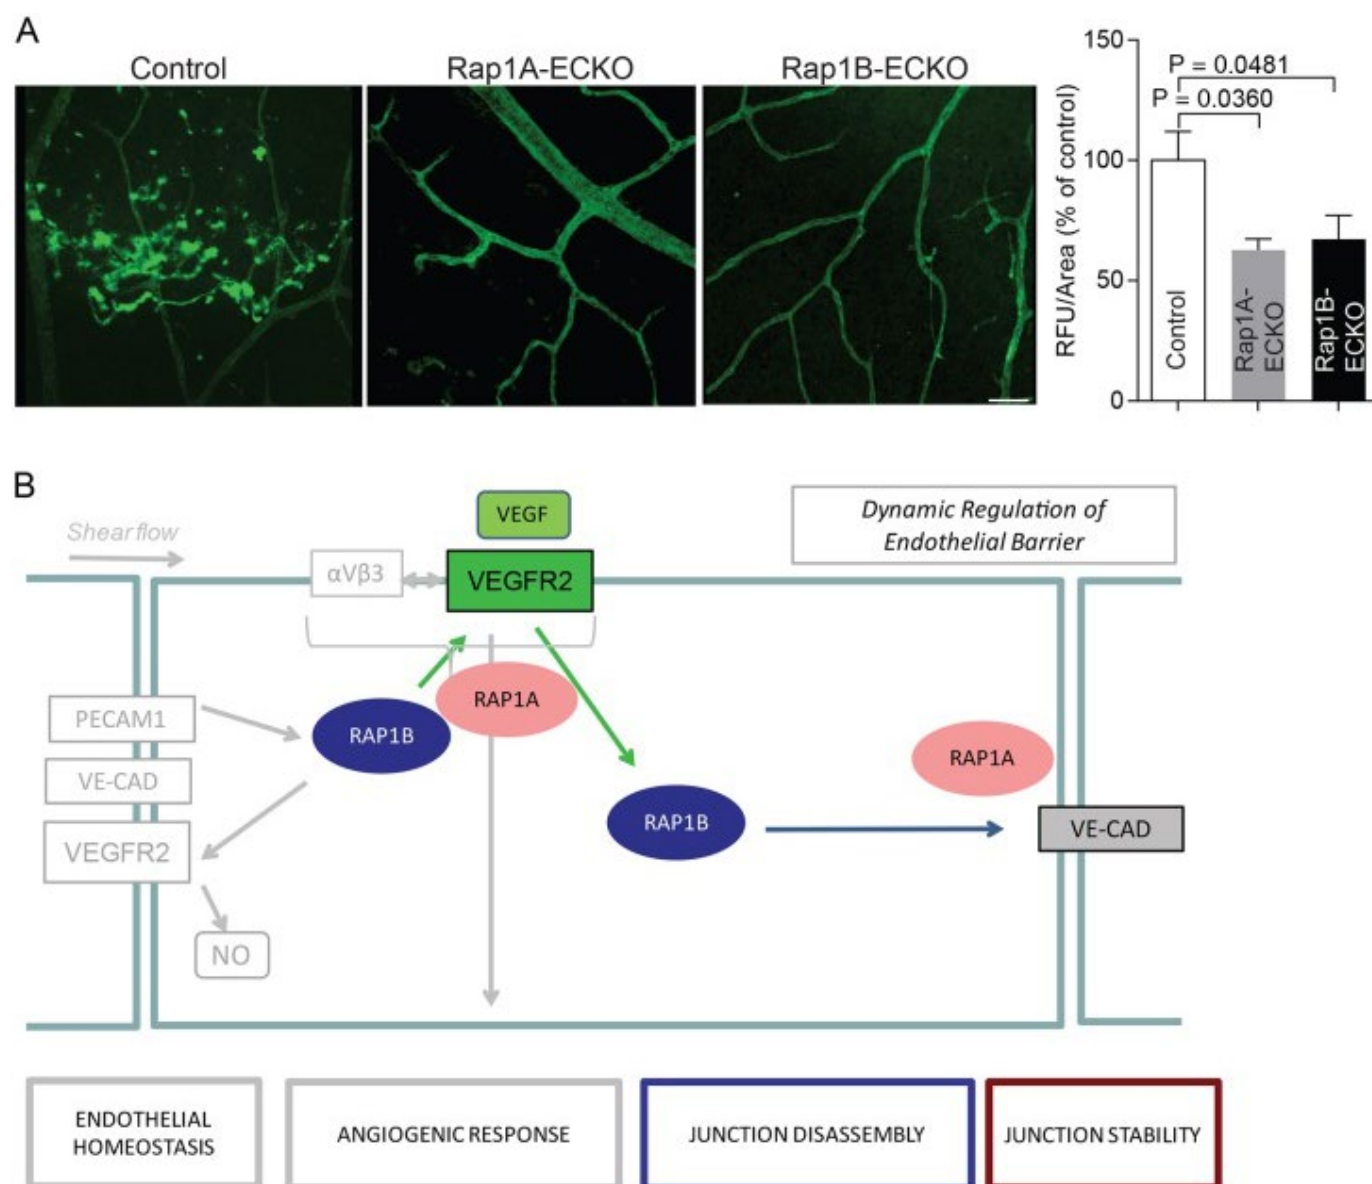 A
Control
Rap1A-ECKO
Rap1B-ECKO
RFU/Area (% of control)
150
100
50
0
P = 0.0481
P = 0.0360
Control
Rap1A-
ECKO
Rap1B-
ECKO
B
Shear flow
VEGF
αVβ3
VEGFR2
Dynamic Regulation of
Endothelial Barrier
PECAM1
VE-CAD
VEGFR2
NO
RAP1B
RAP1A
RAP1B
RAP1A
VE-CAD
ENDOTHELIAL
HOMEOSTASIS
ANGIOGENIC RESPONSE
JUNCTION DISASSEMBLY
JUNCTION STABILITY